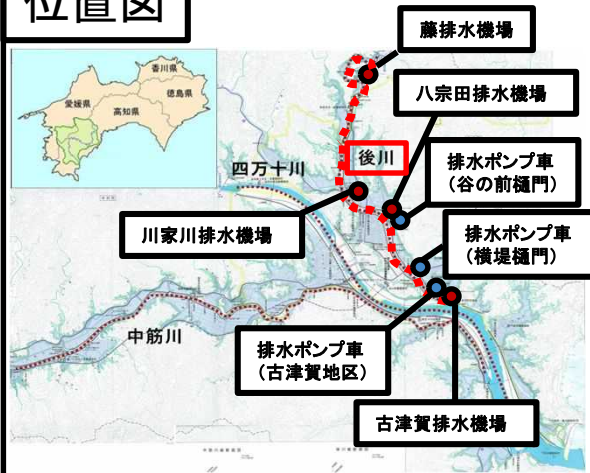 位置図
藤排水機場
香川県
徳島県
愛媛県
高知県
八宗田排水機場
後川
四万十川
排水ポンプ車
(谷の前樋門)
川家川排水機場
排水ポンプ車
(横堤樋門)
中筋川
排水ポンプ車
(古津賀地区)
古津賀排水機場